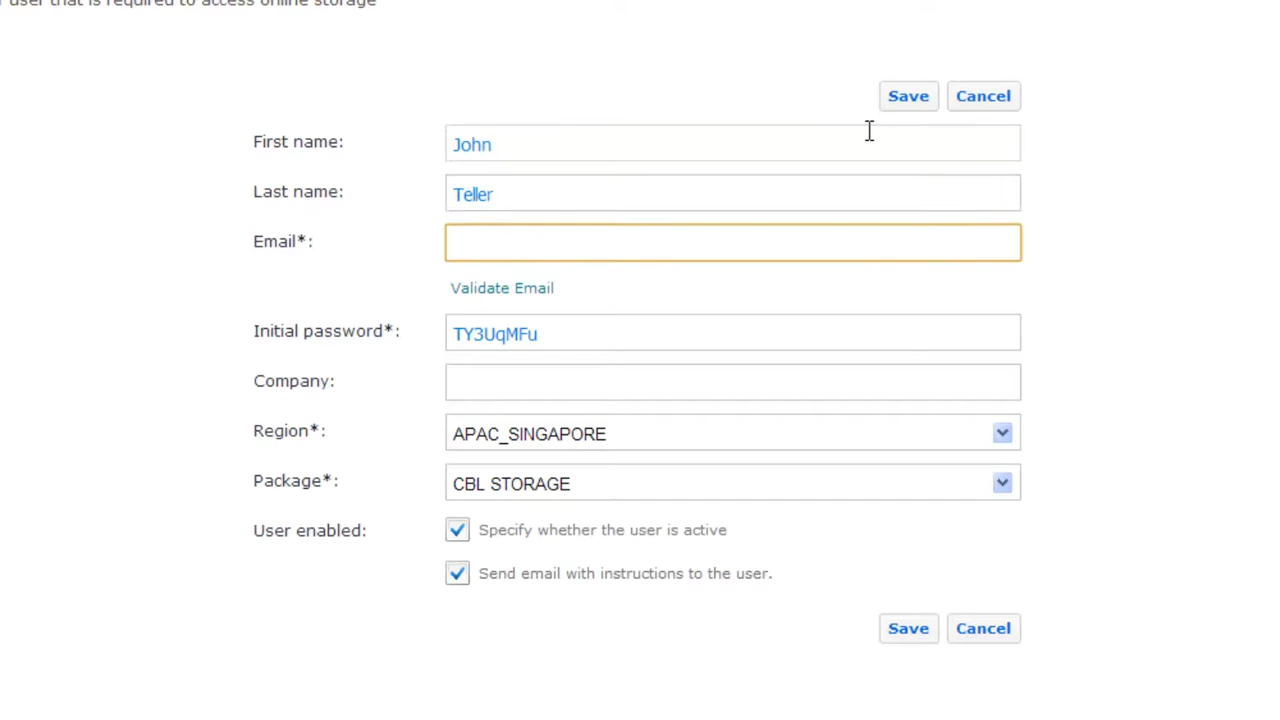 user that is required to access online storage
Save Cancel
First name: John
Last name: Teller
Email*:
Validate Email
Initial password*: TY3UqMFu
Company:
Region*: APAC_SINGAPORE
Package*: CBL STORAGE
User enabled: Specify whether the user is active
Send email with instructions to the user.
Save Cancel